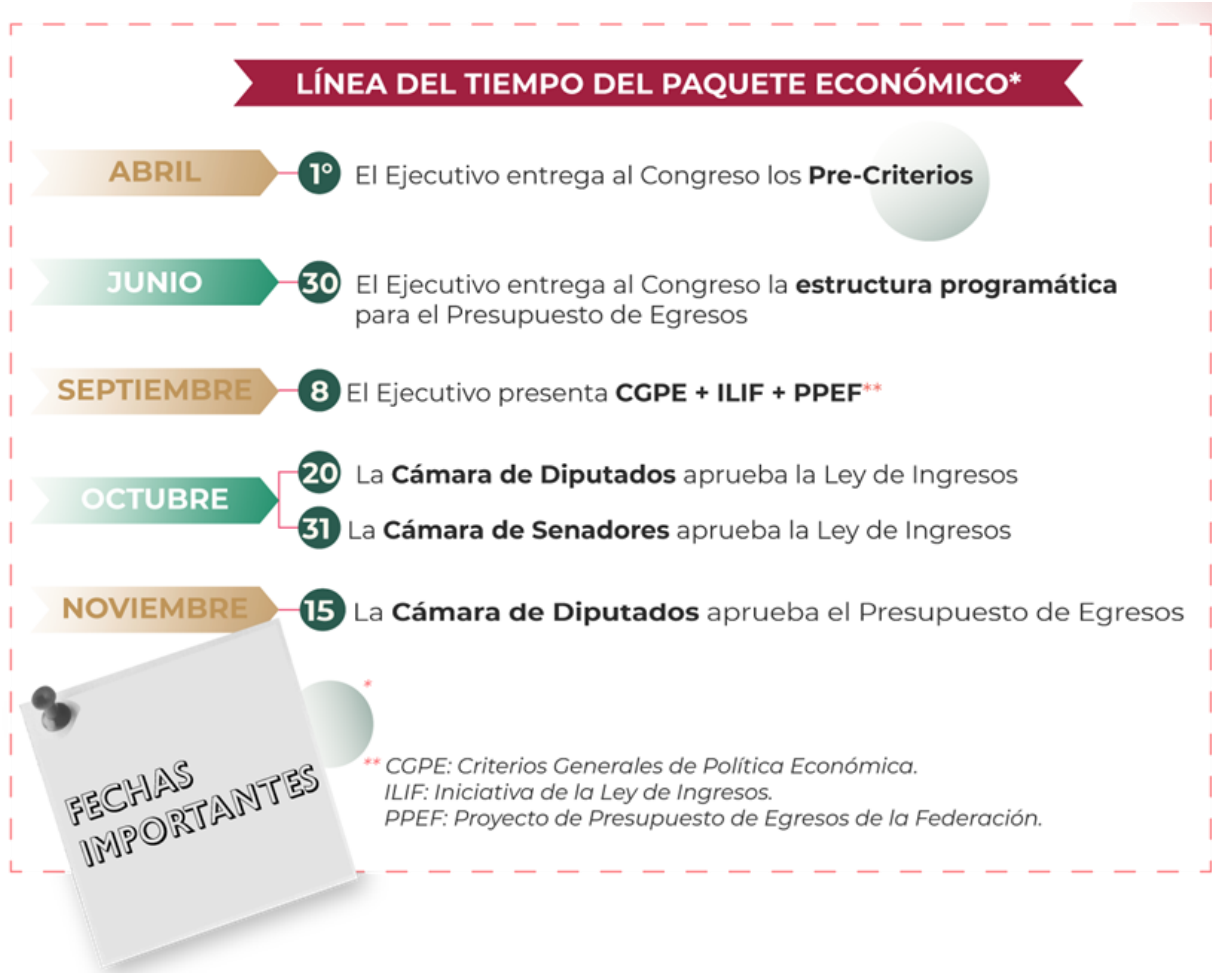 LÍNEA DEL TIEMPO DEL PAQUETE ECONÓMICO*
ABRIL
1° El Ejecutivo entrega al Congreso los Pre-Criterios
JUNIO
30 El Ejecutivo entrega al Congreso la estructura programática
para el Presupuesto de Egresos
SEPTIEMBRE
8 El Ejecutivo presenta CGPE + ILIF + PPEF**
OCTUBRE
20 La Cámara de Diputados aprueba la Ley de Ingresos
31 La Cámara de Senadores aprueba la Ley de Ingresos
NOVIEMBRE
15 La Cámara de Diputados aprueba el Presupuesto de Egresos
FECHAS
IMPORTANTES
*
** CGPE: Criterios Generales de Política Económica.
ILIF: Iniciativa de la Ley de Ingresos.
PPEF: Proyecto de Presupuesto de Egresos de la Federación.